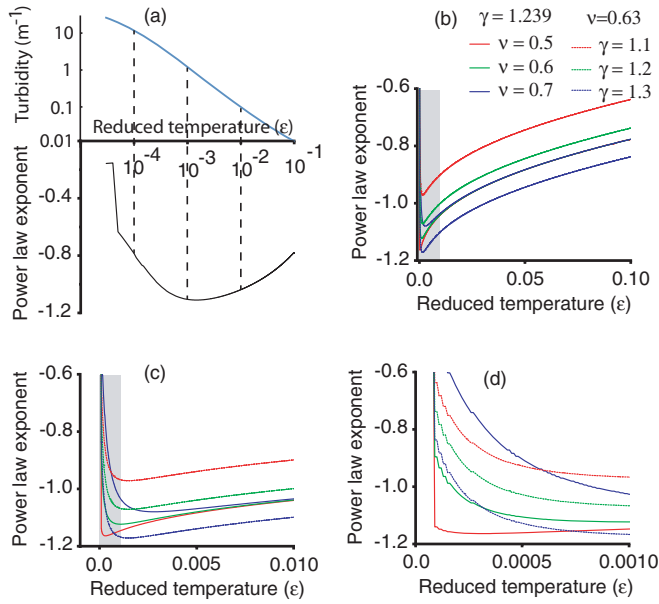 (a)
Turbidity (m⁻¹)
10
1
0.1
0.01
Reduced temperature (ε)
10⁻⁴
10⁻³
10⁻²
10⁻¹
Power law exponent
-0.4
-0.8
-1.2
(b)
γ = 1.239
ν=0.63
ν = 0.5
γ = 1.1
ν = 0.6
γ = 1.2
ν = 0.7
γ = 1.3
Power law exponent
-0.6
-0.8
-1.0
-1.2
0.0
0.05
0.10
Reduced temperature (ε)
(c)
Power law exponent
-0.6
-0.8
-1.0
-1.2
0.0
0.005
0.010
Reduced temperature (ε)
(d)
Power law exponent
-0.6
-0.8
-1.0
-1.2
0.0
0.0005
0.0010
Reduced temperature (ε)